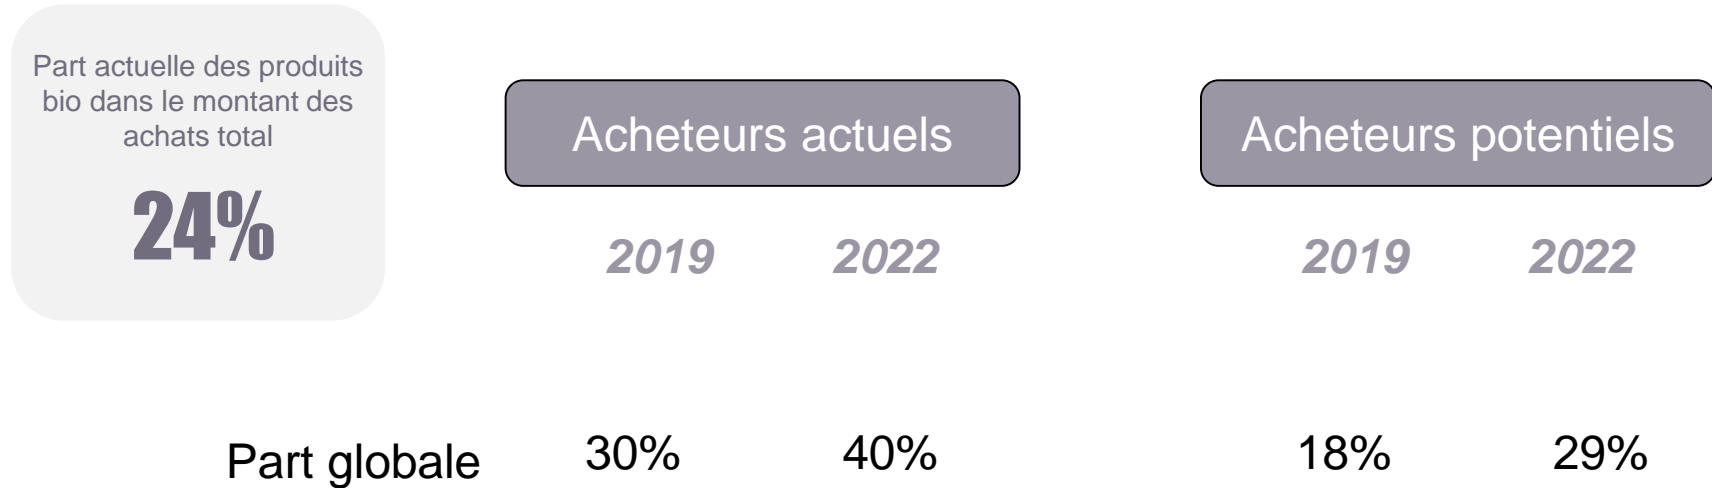 Part actuelle des produits
bio dans le montant des
achats total
24%
Acheteurs actuels
Acheteurs potentiels
2019 2022 2019 2022
Part globale 30% 40% 18% 29%